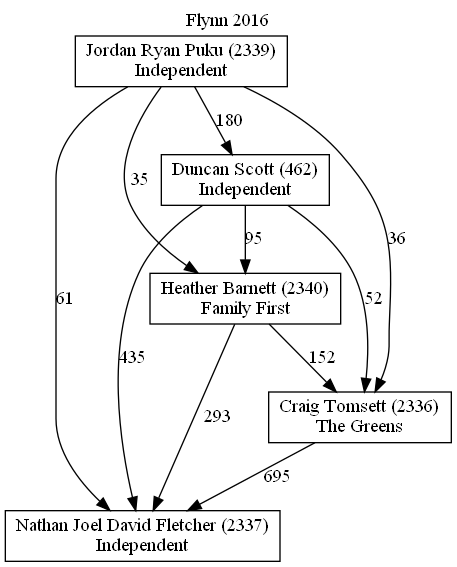 Flynn 2016
Jordan Ryan Puku (2339)
Independent
180
Duncan Scott (462)
Independent
35
95
36
Heather Barnett (2340)
Family First
61
435
52
152
293
Craig Tomsett (2336)
The Greens
695
Nathan Joel David Fletcher (2337)
Independent